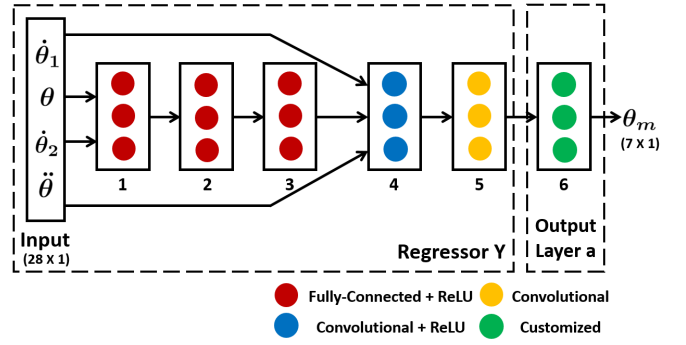 θ̇₁
θ
θ̇₂
θ̈
Input
(28 X 1)
1
2
3
4
5
6
θₘ
(7 X 1)
Regressor Y
Output
Layer a
Fully-Connected + ReLU
Convolutional
Convolutional + ReLU
Customized